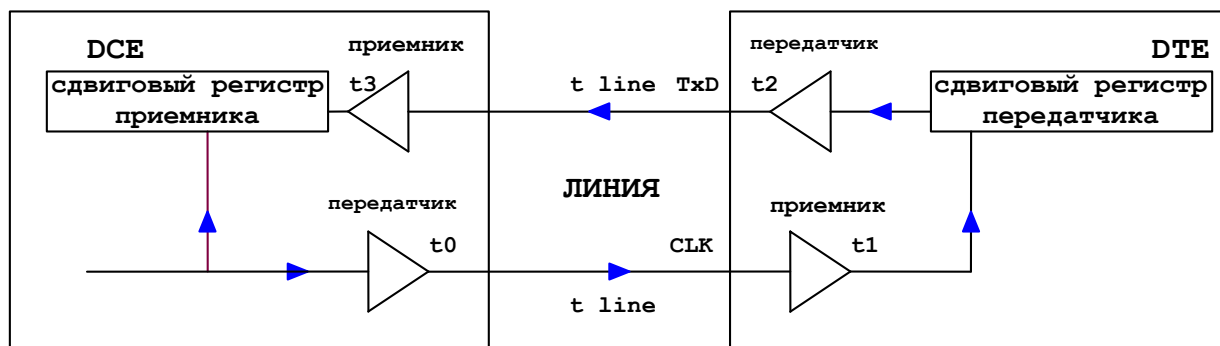 DCE
приемник
сдвиговый регистр
приемника
t3
передатчик
t0
t line TxD
ЛИНИЯ
CLK
t line
передатчик
DTE
t2
сдвиговый регистр
передатчика
приемник
t1